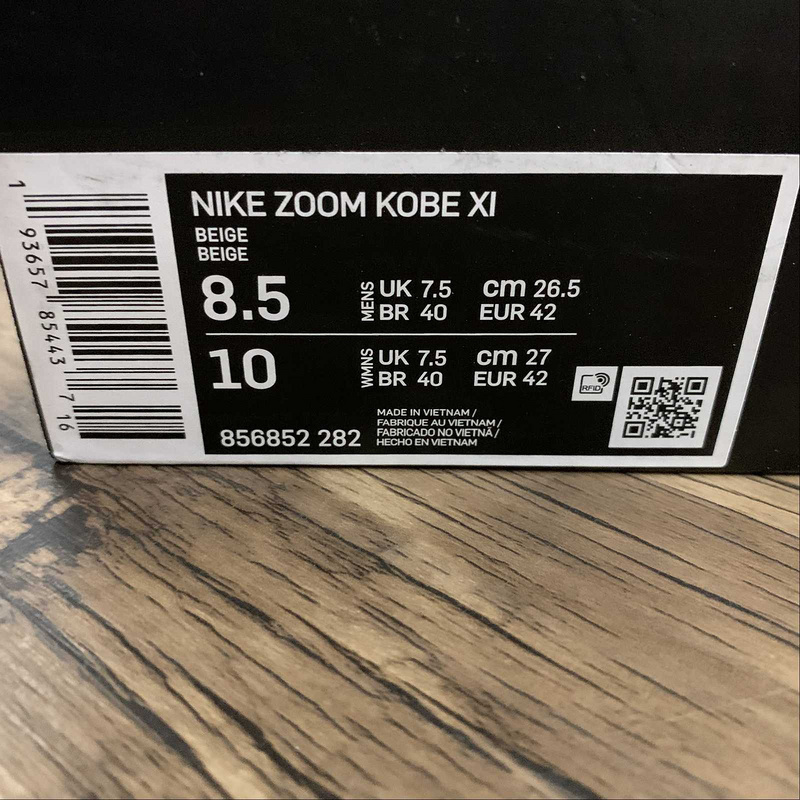 NIKE ZOOM KOBE XI
BEIGE
BEIGE
8.5 MENS UK 7.5 cm 26.5
BR 40 EUR 42
10 WMNS UK 7.5 cm 27
BR 40 EUR 42
RFID
856852 282
MADE IN VIETNAM /
FABRIQUE AU VIETNAM /
FABRICADO NO VIETNÃ /
HECHO EN VIETNAM
1 93657 85443 7 16